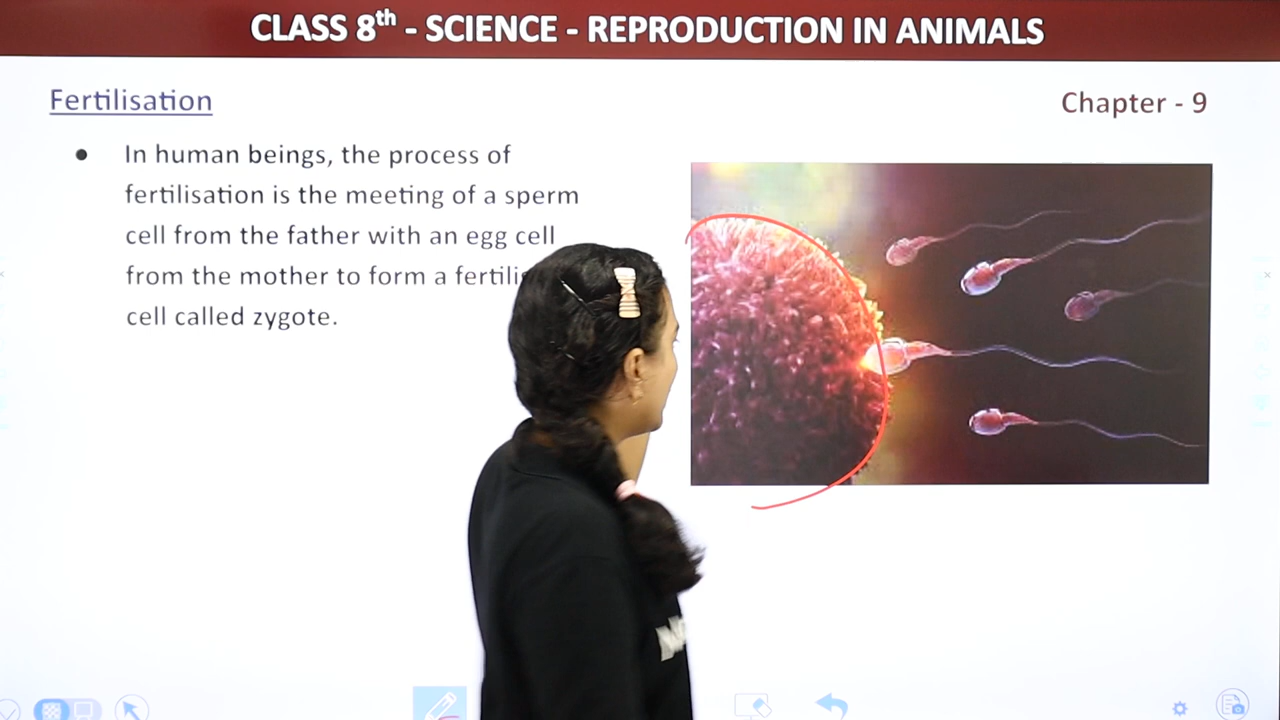 CLASS 8th - SCIENCE - REPRODUCTION IN ANIMALS
Fertilisation
Chapter - 9
● In human beings, the process of
fertilisation is the meeting of a sperm
cell from the father with an egg cell
from the mother to form a
cell called zygote.